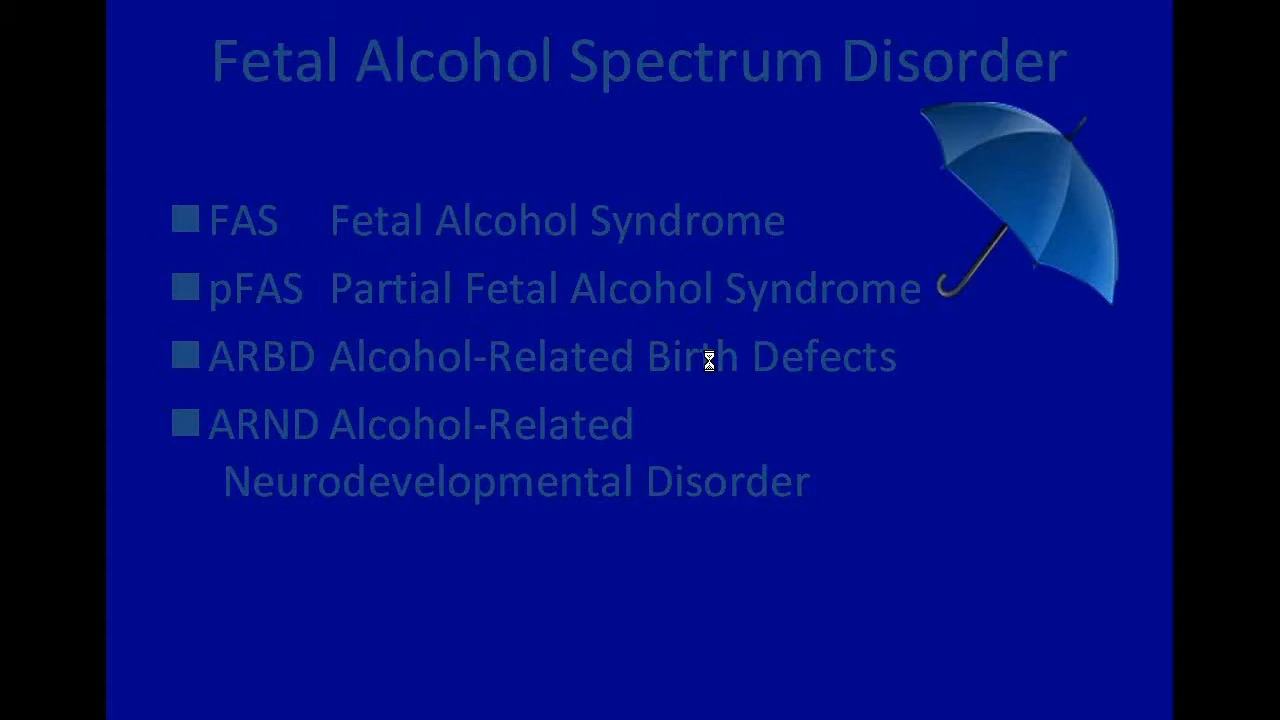 Fetal Alcohol Spectrum Disorder
FAS Fetal Alcohol Syndrome
pFAS Partial Fetal Alcohol Syndrome
ARBD Alcohol-Related Birth Defects
ARND Alcohol-Related
Neurodevelopmental Disorder